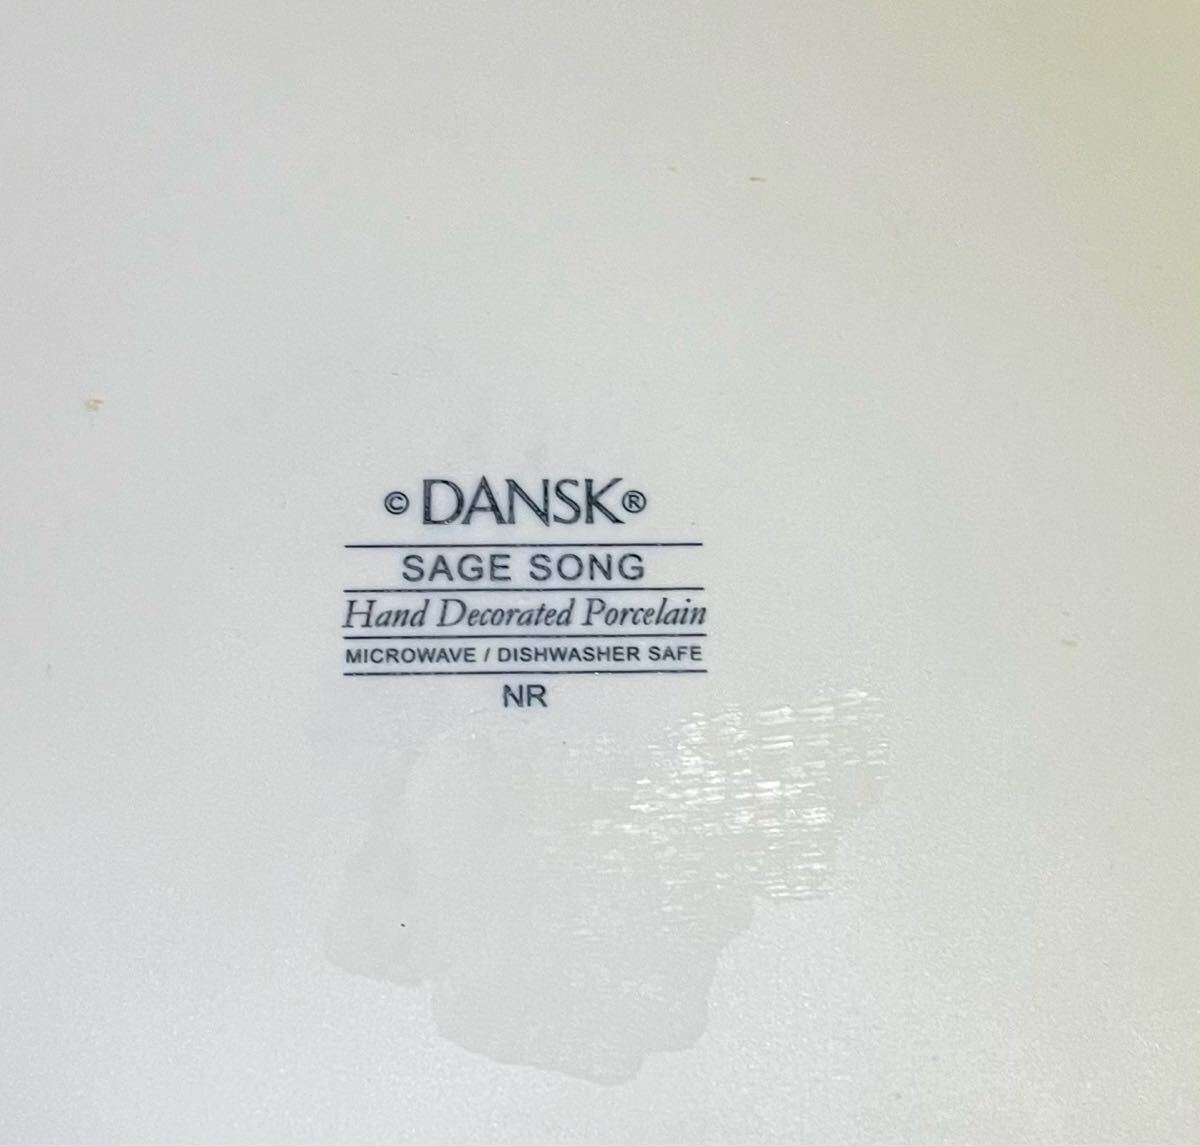 © DANSK®
SAGE SONG
Hand Decorated Porcelain
MICROWAVE / DISHWASHER SAFE
NR